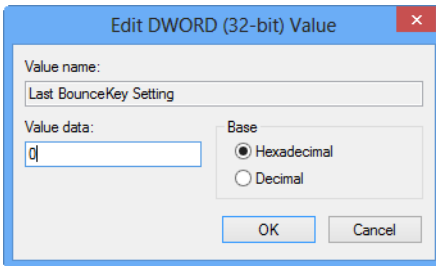 Edit DWORD (32-bit) Value
Value name:
Last BounceKey Setting
Value data:
0
Base
Hexadecimal
Decimal
OK
Cancel